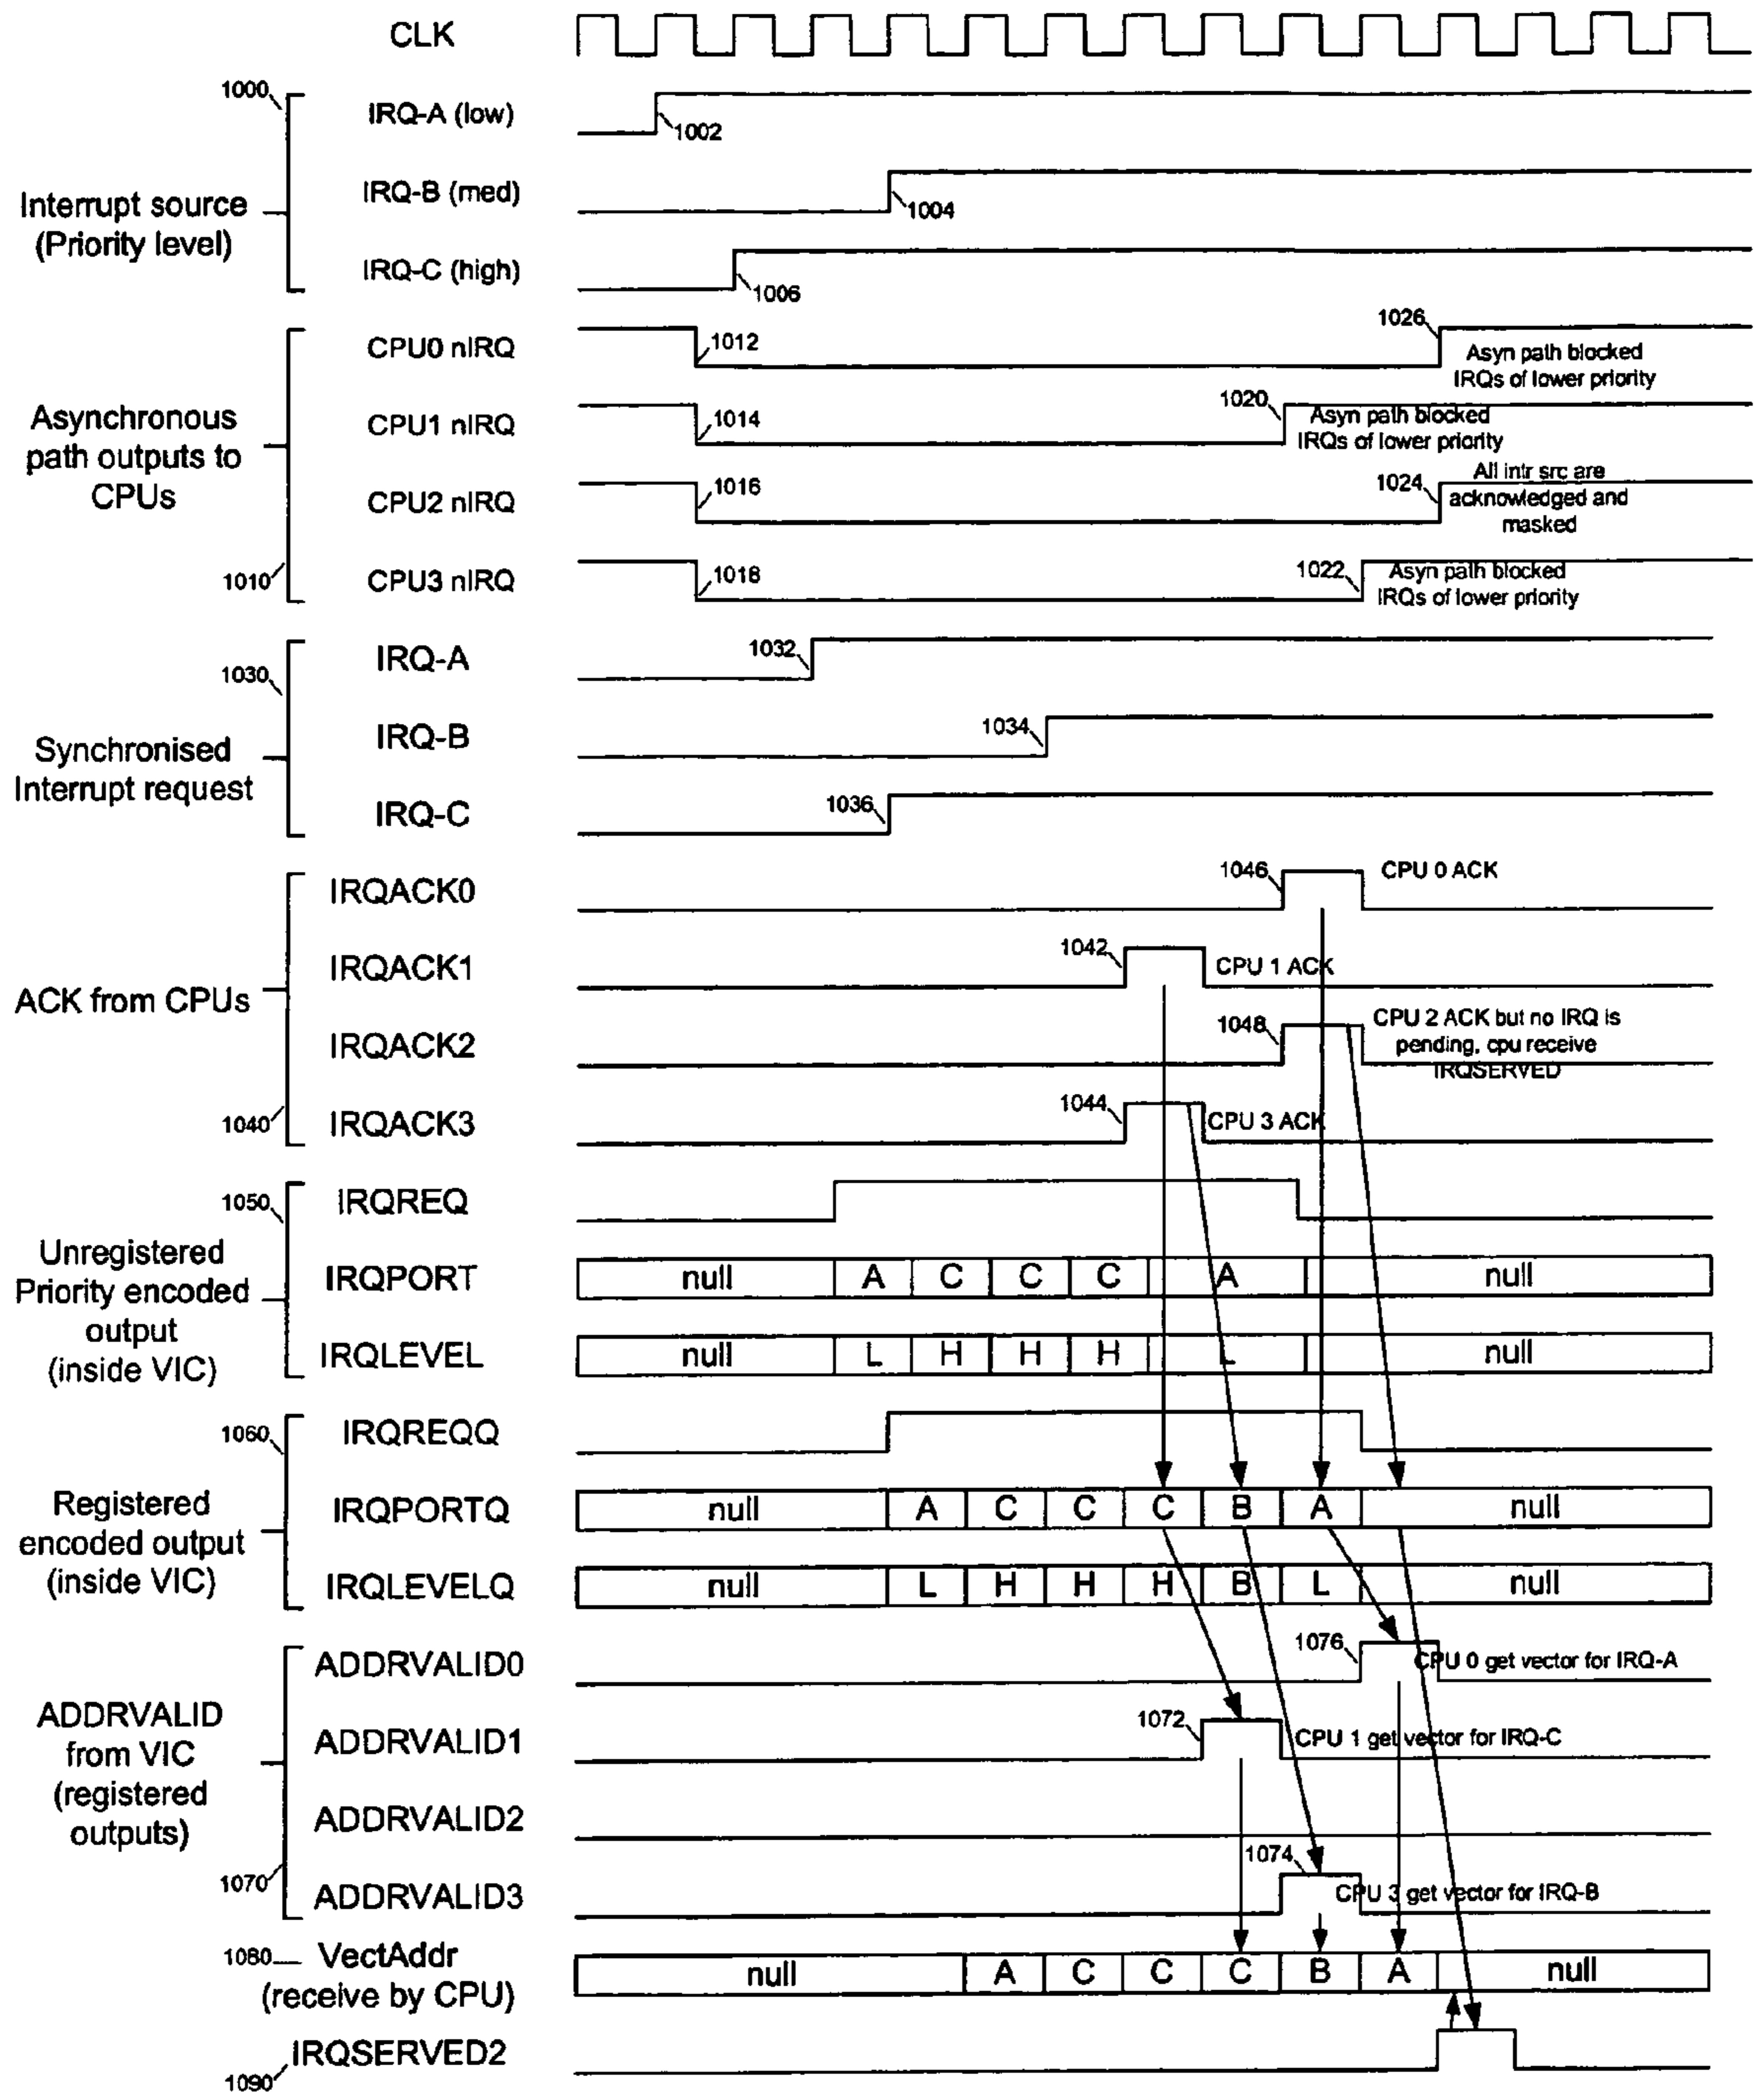 CLK
1000
IRQ-A (low)
1002
IRQ-B (med)
1004
Interrupt source
(Priority level)
IRQ-C (high)
1006
CPU0 nIRQ
1012
1026
Asyn path blocked
IRQs of lower priority
CPU1 nIRQ
1014
1020
Asyn path blocked
IRQs of lower priority
Asynchronous
path outputs to
CPUs
CPU2 nIRQ
1016
1024
All intr src are
acknowledged and
masked
1010
CPU3 nIRQ
1018
1022
Asyn path blocked
IRQs of lower priority
1030
IRQ-A
1032
IRQ-B
1034
Synchronised
Interrupt request
IRQ-C
1036
IRQACK0
1046
CPU 0 ACK
IRQACK1
1042
CPU 1 ACK
ACK from CPUs
IRQACK2
1048
CPU 2 ACK but no IRQ is
pending, cpu receive
IRQSERVED
1040
IRQACK3
1044
CPU 3 ACK
1050
IRQREQ
Unregistered
Priority encoded
output
(inside VIC)
IRQPORT
null A C C C A null
IRQLEVEL
null L H H H L null
1060
IRQREQQ
Registered
encoded output
(inside VIC)
IRQPORTQ
null A C C C B A null
IRQLEVELQ
null L H H H B L null
ADDRVALID0
1076
CPU 0 get vector for IRQ-A
ADDRVALID
from VIC
(registered
outputs)
ADDRVALID1
1072
CPU 1 get vector for IRQ-C
ADDRVALID2
1070
ADDRVALID3
1074
CPU 3 get vector for IRQ-B
1080
VectAddr
(receive by CPU)
null A C C C B A null
IRQSERVED2
1090